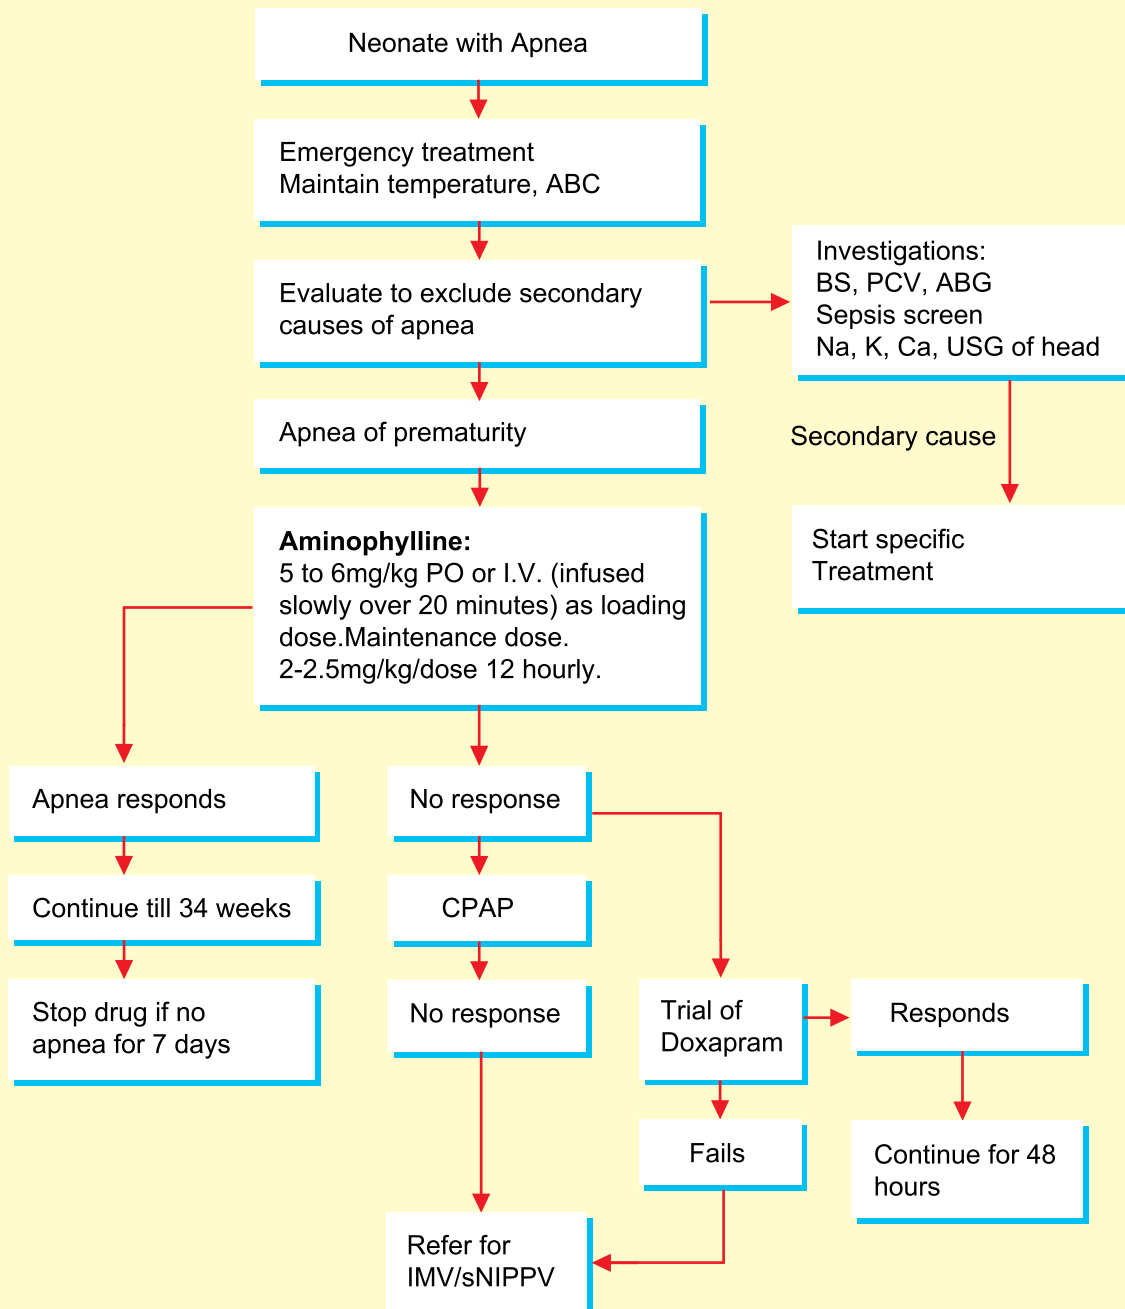 Neonate with Apnea
Emergency treatment
Maintain temperature, ABC
Evaluate to exclude secondary
causes of apnea
Investigations:
BS, PCV, ABG
Sepsis screen
Na, K, Ca, USG of head
Apnea of prematurity
Secondary cause
Start specific
Treatment
Aminophylline:
5 to 6mg/kg PO or I.V. (infused
slowly over 20 minutes) as loading
dose.Maintenance dose.
2-2.5mg/kg/dose 12 hourly.
Apnea responds
Continue till 34 weeks
Stop drug if no
apnea for 7 days
No response
CPAP
No response
Trial of
Doxapram
Responds
Fails
Continue for 48
hours
Refer for
IMV/sNIPPV